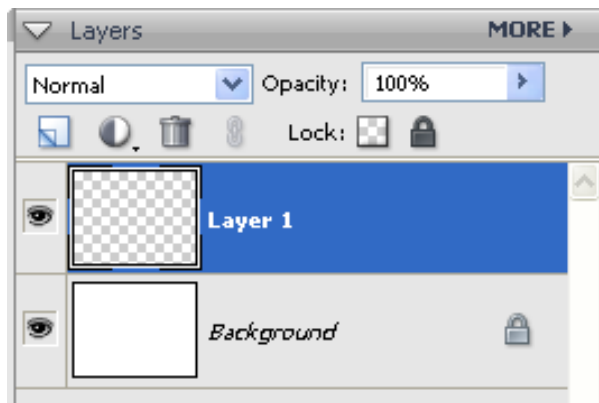 Layers MORE
Normal Opacity: 100%
Lock:
Layer 1
Background